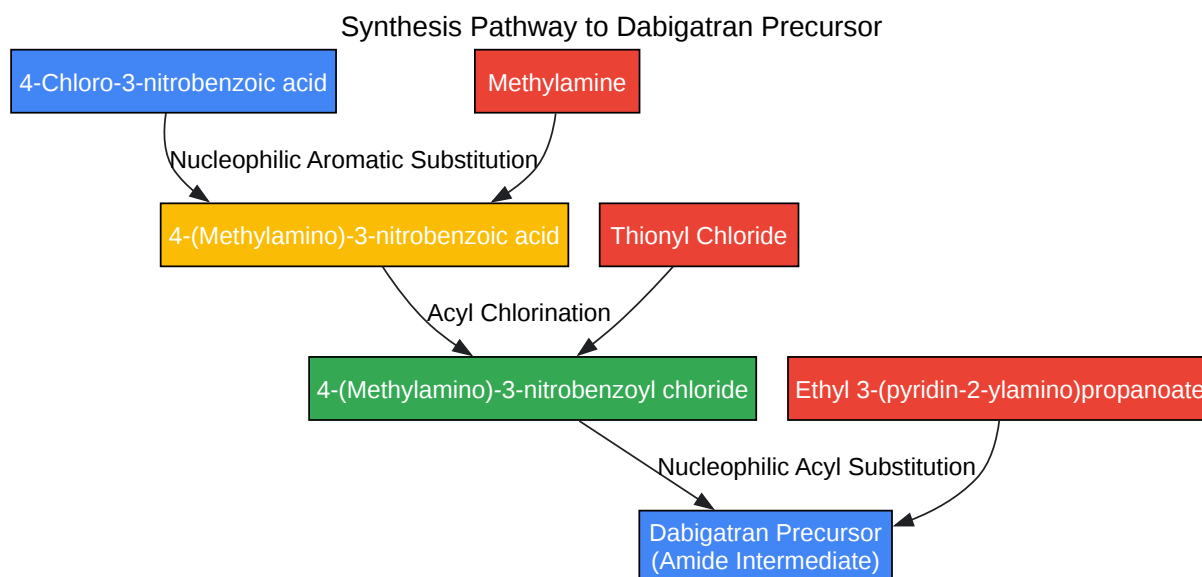 Synthesis Pathway to Dabigatran Precursor
4-Chloro-3-nitrobenzoic acid
Methylamine
Nucleophilic Aromatic Substitution
4-(Methylamino)-3-nitrobenzoic acid
Thionyl Chloride
Acyl Chlorination
4-(Methylamino)-3-nitrobenzoyl chloride
Ethyl 3-(pyridin-2-ylamino)propanoate
Nucleophilic Acyl Substitution
Dabigatran Precursor
(Amide Intermediate)